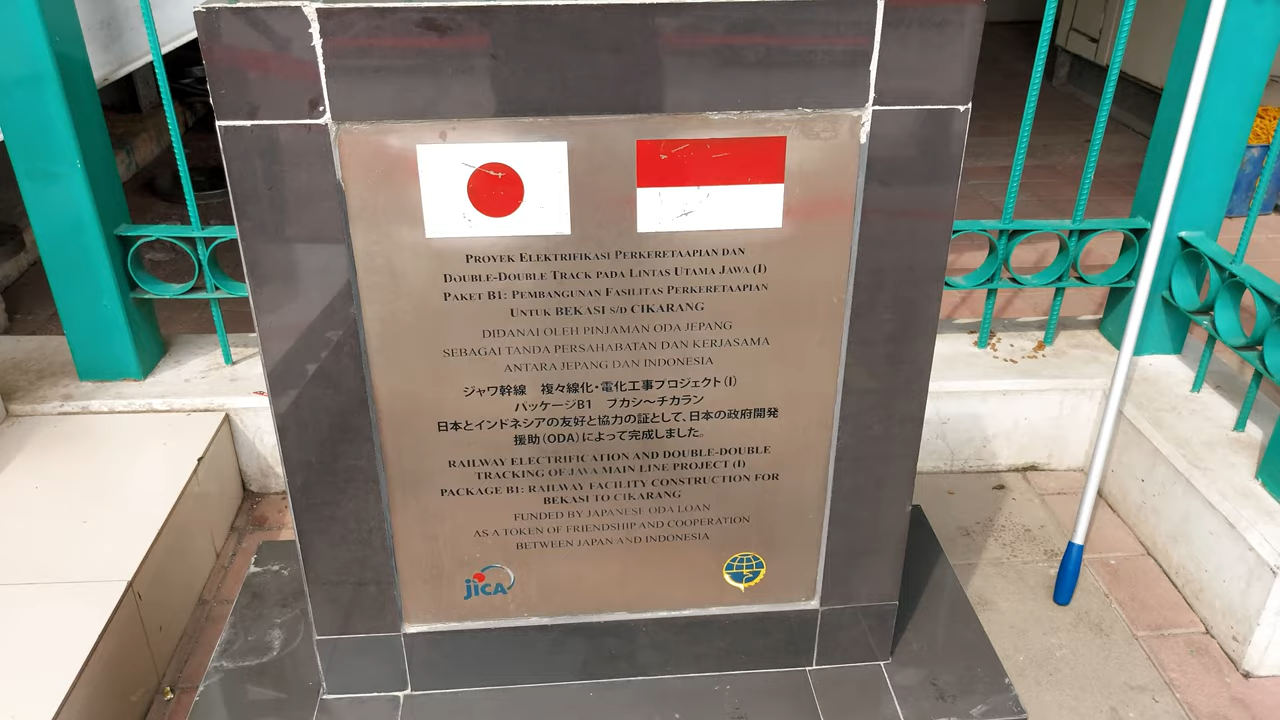 PROYEK ELEKTRIFIKASI PERKERETAAPIAN DAN
DOUBLE-DOUBLE TRACK PADA LINTAS UTAMA JAWA (I)
PAKET B1: PEMBANGUNAN FASILITAS PERKERETAAPIAN
UNTUK BEKASI S/D CIKARANG
DIDANAI OLEH PINJAMAN ODA JEPANG
SEBAGAI TANDA PERSAHABATAN DAN KERJASAMA
ANTARA JEPANG DAN INDONESIA
ジャワ幹線 複々線化・電化工事プロジェクト(I)
パッケージB1 ブカシ〜チカラン
日本とインドネシアの友好と協力の証として、日本の政府開発
援助(ODA)によって完成しました。
RAILWAY ELECTRIFICATION AND DOUBLE-DOUBLE
TRACKING OF JAVA MAIN LINE PROJECT (I)
PACKAGE B1: RAILWAY FACILITY CONSTRUCTION FOR
BEKASI TO CIKARANG
FUNDED BY JAPANESE ODA LOAN
AS A TOKEN OF FRIENDSHIP AND COOPERATION
BETWEEN JAPAN AND INDONESIA
jICA